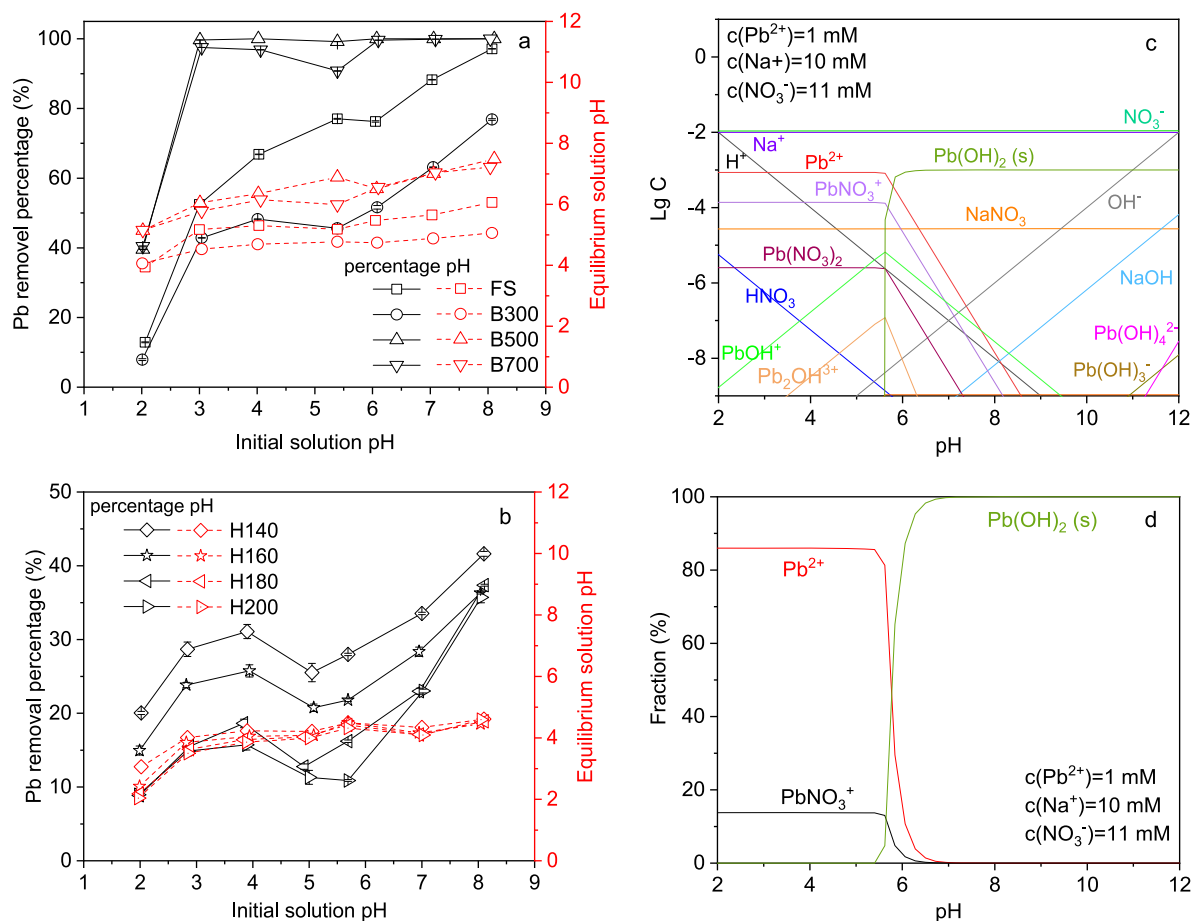 a
Pb removal percentage (%)
100
80
60
40
20
0
12
10
8
6
4
2
0
Equilibrium solution pH
percentage pH
FS
B300
B500
B700
1 2 3 4 5 6 7 8 9
Initial solution pH
c
c(Pb²⁺)=1 mM
c(Na+)=10 mM
c(NO₃⁻)=11 mM
Lg C
0
-2
-4
-6
-8
NO₃⁻
Na⁺
H⁺
Pb²⁺
Pb(OH)₂ (s)
PbNO₃⁺
OH⁻
NaNO₃
Pb(NO₃)₂
HNO₃
NaOH
PbOH⁺
Pb₂OH³⁺
Pb(OH)₄²⁻
Pb(OH)₃⁻
2 4 6 8 10 12
pH
b
Pb removal percentage (%)
50
40
30
20
10
0
12
10
8
6
4
2
0
Equilibrium solution pH
percentage pH
H140
H160
H180
H200
1 2 3 4 5 6 7 8 9
Initial solution pH
d
Fraction (%)
100
80
60
40
20
0
Pb(OH)₂ (s)
Pb²⁺
PbNO₃⁺
c(Pb²⁺)=1 mM
c(Na⁺)=10 mM
c(NO₃⁻)=11 mM
2 4 6 8 10 12
pH